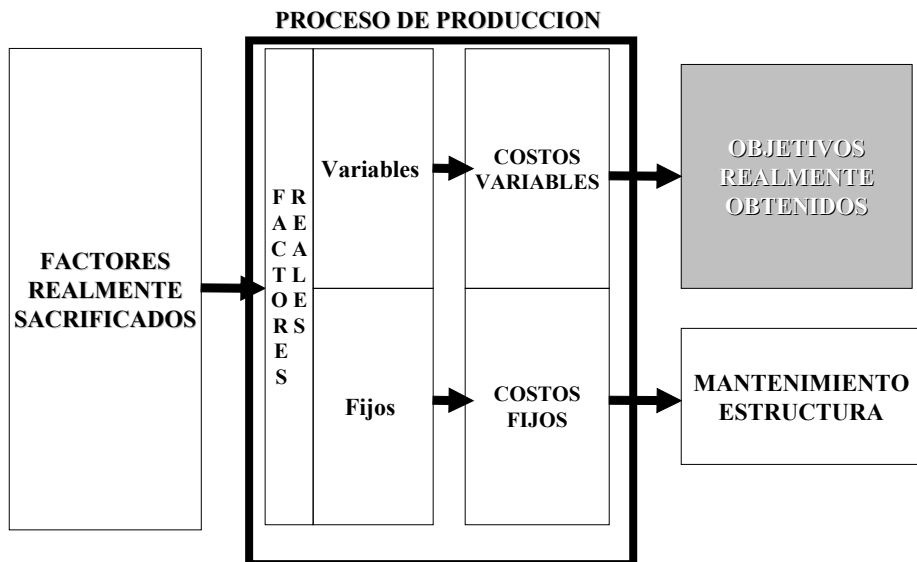 PROCESO DE PRODUCCION
FACTORES
REALMENTE
SACRIFICADOS
FACTORES
REALES
Variables
COSTOS
VARIABLES
OBJETIVOS
REALMENTE
OBTENIDOS
Fijos
COSTOS
FIJOS
MANTENIMIENTO
ESTRUCTURA